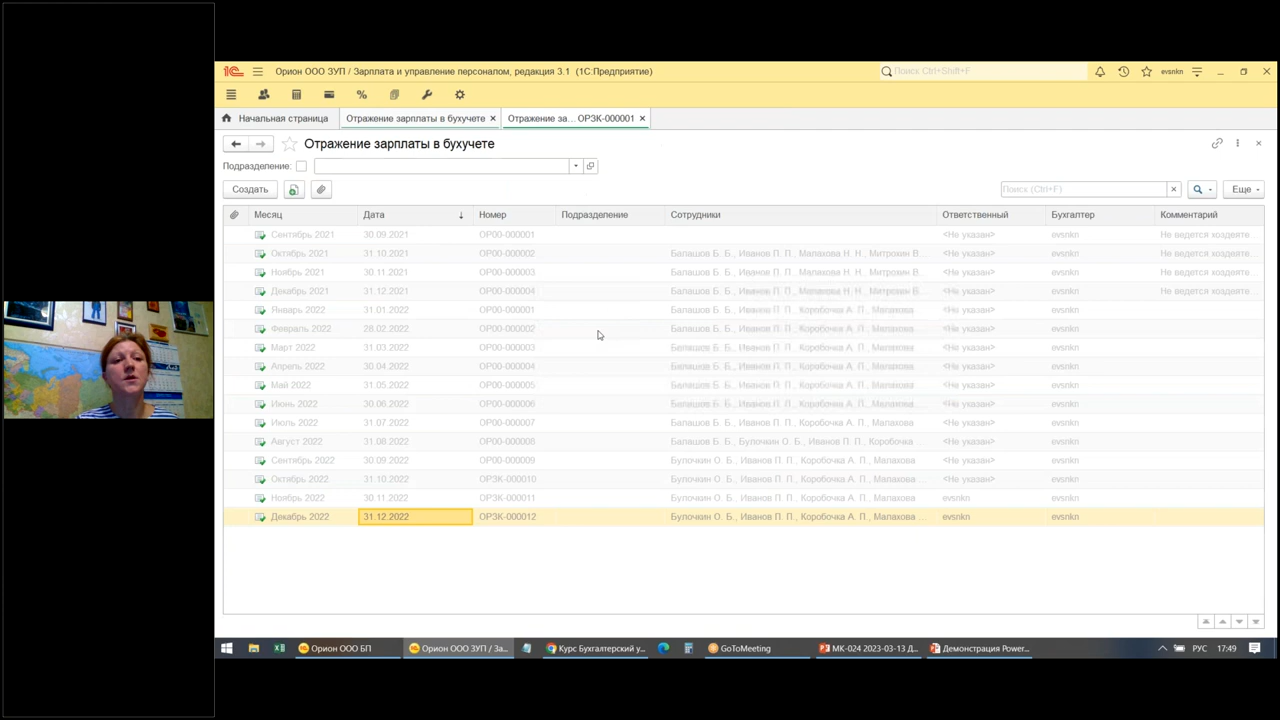 Орион ООО ЗУП / Зарплата и управление персоналом, редакция 3.1 (1С:Предприятие)
Поиск Ctrl+Shift+F
evsnkn
Начальная страница
Отражение зарплаты в бухучете ×
Отражение за... ОРЗК-000001 ×
Отражение зарплаты в бухучете
Подразделение:
Создать
Поиск (Ctrl+F)
Еще
Месяц Дата Номер Подразделение Сотрудники Ответственный Бухгалтер Комментарий
Сентябрь 2021 30.09.2021 ОР00-000001 <Не указан> evsnkn Не ведется хоздеяте...
Октябрь 2021 31.10.2021 ОР00-000002 Балашов Б. Б., Иванов П. П., Малахова Н. Н., Митрохин В... <Не указан> evsnkn Не ведется хоздеяте...
Ноябрь 2021 30.11.2021 ОР00-000003 Балашов Б. Б., Иванов П. П., Малахова Н. Н., Митрохин В... <Не указан> evsnkn Не ведется хоздеяте...
Декабрь 2021 31.12.2021 ОР00-000004 Балашов Б. Б., Иванов П. П., <Не указан> evsnkn Не ведется хоздеяте...
Январь 2022 31.01.2022 ОР00-000001 Балашов Б. Б., Иванов П. П., Коробочка А. П., Малахова <Не указан> evsnkn
Февраль 2022 28.02.2022 ОР00-000002 Балашов Б. Б., Иванов П. П., Коробочка А. П., Малахова <Не указан> evsnkn
Март 2022 31.03.2022 ОР00-000003 Балашов Б. Б., Иванов П. П., Коробочка А. П., Малахова <Не указан> evsnkn
Апрель 2022 30.04.2022 ОР00-000004 Балашов Б. Б., Иванов П. П., Коробочка А. П., Малахова <Не указан> evsnkn
Май 2022 31.05.2022 ОР00-000005 Балашов Б. Б., Иванов П. П., Коробочка А. П., Малахова <Не указан> evsnkn
Июнь 2022 30.06.2022 ОР00-000006 Балашов Б. Б., Иванов П. П., Коробочка А. П., Малахова <Не указан> evsnkn
Июль 2022 31.07.2022 ОР00-000007 Балашов Б. Б., Иванов П. П., Коробочка А. П., Малахова <Не указан> evsnkn
Август 2022 31.08.2022 ОР00-000008 Балашов Б. Б., Булочкин О. Б., Иванов П. П., Коробочка <Не указан> evsnkn
Сентябрь 2022 30.09.2022 ОР00-000009 Булочкин О. Б., Иванов П. П., Коробочка А. П., Малахова <Не указан> evsnkn
Октябрь 2022 31.10.2022 ОРЗК-000010 Булочкин О. Б., Иванов П. П., Коробочка А. П., Малахова <Не указан> evsnkn
Ноябрь 2022 30.11.2022 ОРЗК-000011 Булочкин О. Б., Иванов П. П., Коробочка А. П., Малахова evsnkn evsnkn
Декабрь 2022 31.12.2022 ОРЗК-000012 Булочкин О. Б., Иванов П. П., Коробочка А. П., Малахова ... evsnkn evsnkn
Орион ООО БП
Орион ООО ЗУП / За...
Курс Бухгалтерский у...
GoToMeeting
МК-024 2023-03-13 Д...
Демонстрация Power...
РУС
17:49